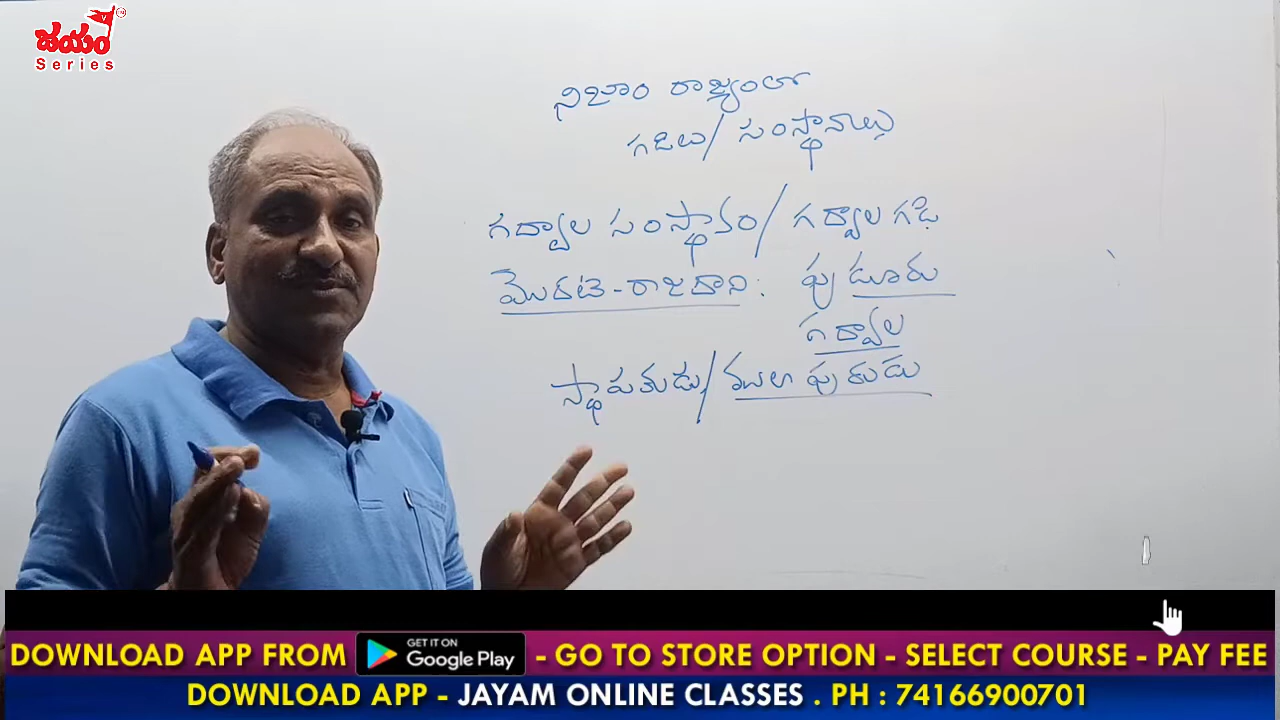 జయం
Series
నిజాం రాజ్యంలో
గడిలు/ సంస్థానాలు
గద్వాల సంస్థానం/ గద్వాల గడి
మొదటి-రాజధాని: పూడూరు
గద్వాల
స్థాపకుడు/ పురుడు
DOWNLOAD APP FROM GET IT ON Google Play - GO TO STORE OPTION - SELECT COURSE - PAY FEE
DOWNLOAD APP - JAYAM ONLINE CLASSES . PH : 74166900701